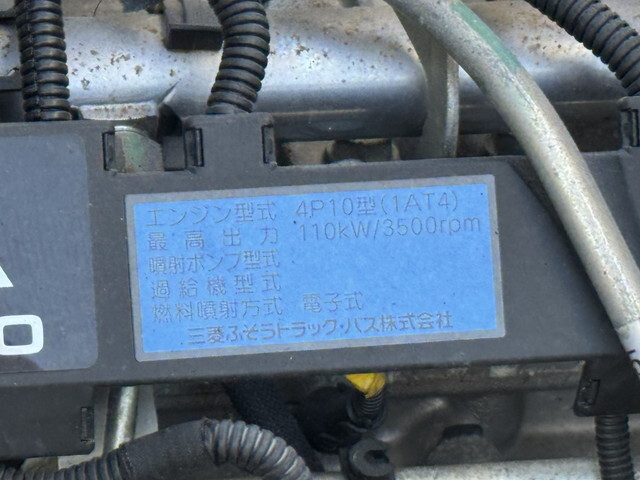 エンジン型式 4P10型(1AT4)
最高出力 110kW/3500rpm
噴射ポンプ型式
過給機型式
燃料噴射方式 電子式
三菱ふそうトラック・バス株式会社